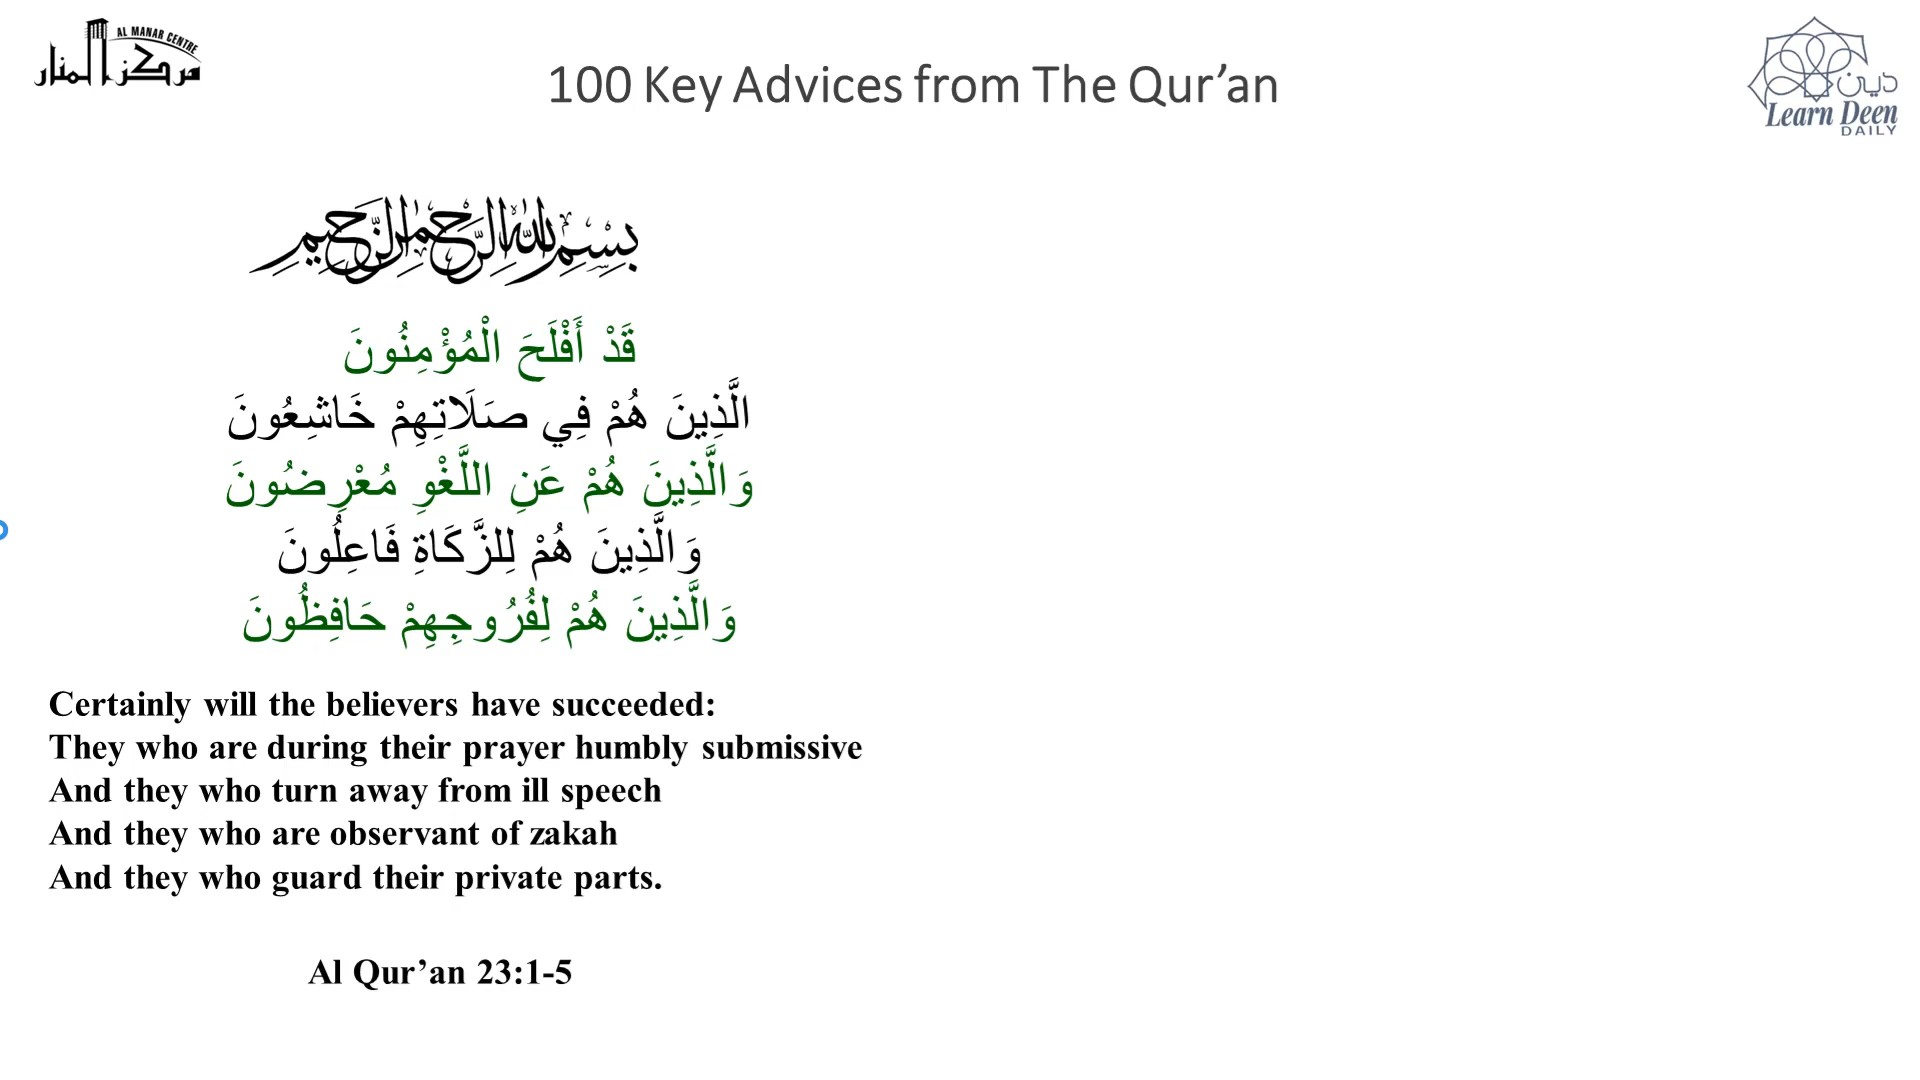 AL MANAR CENTRE
مركز المنار
100 Key Advices from The Qur’an
دين
Learn Deen
DAILY
بِسْمِ اللَّهِ الرَّحْمَٰنِ الرَّحِيمِ
قَدْ أَفْلَحَ الْمُؤْمِنُونَ
الَّذِينَ هُمْ فِي صَلَاتِهِمْ خَاشِعُونَ
وَالَّذِينَ هُمْ عَنِ اللَّغْوِ مُعْرِضُونَ
وَالَّذِينَ هُمْ لِلزَّكَاةِ فَاعِلُونَ
وَالَّذِينَ هُمْ لِفُرُوجِهِمْ حَافِظُونَ
Certainly will the believers have succeeded:
They who are during their prayer humbly submissive
And they who turn away from ill speech
And they who are observant of zakah
And they who guard their private parts.
Al Qur’an 23:1-5